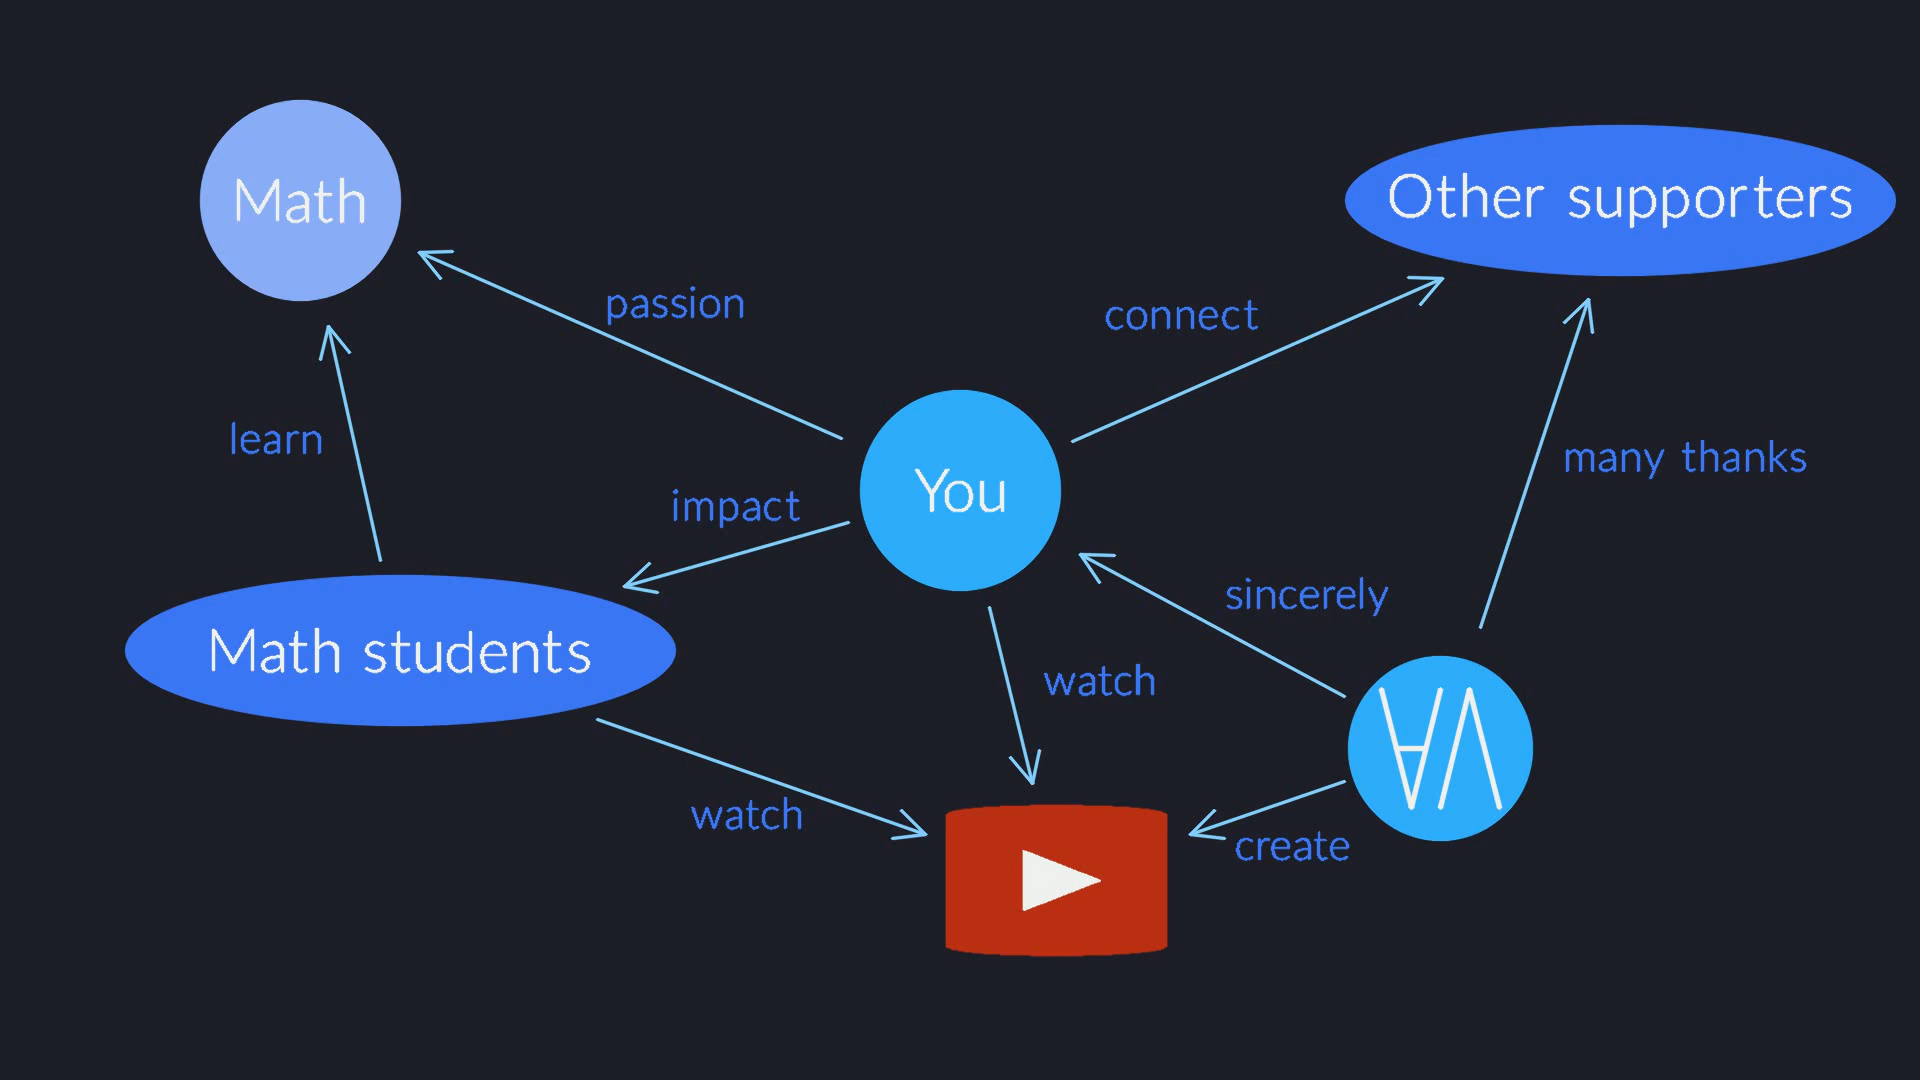 Math
Other supporters
passion
connect
learn
many thanks
impact
You
sincerely
Math students
watch
watch
create
∀Λ